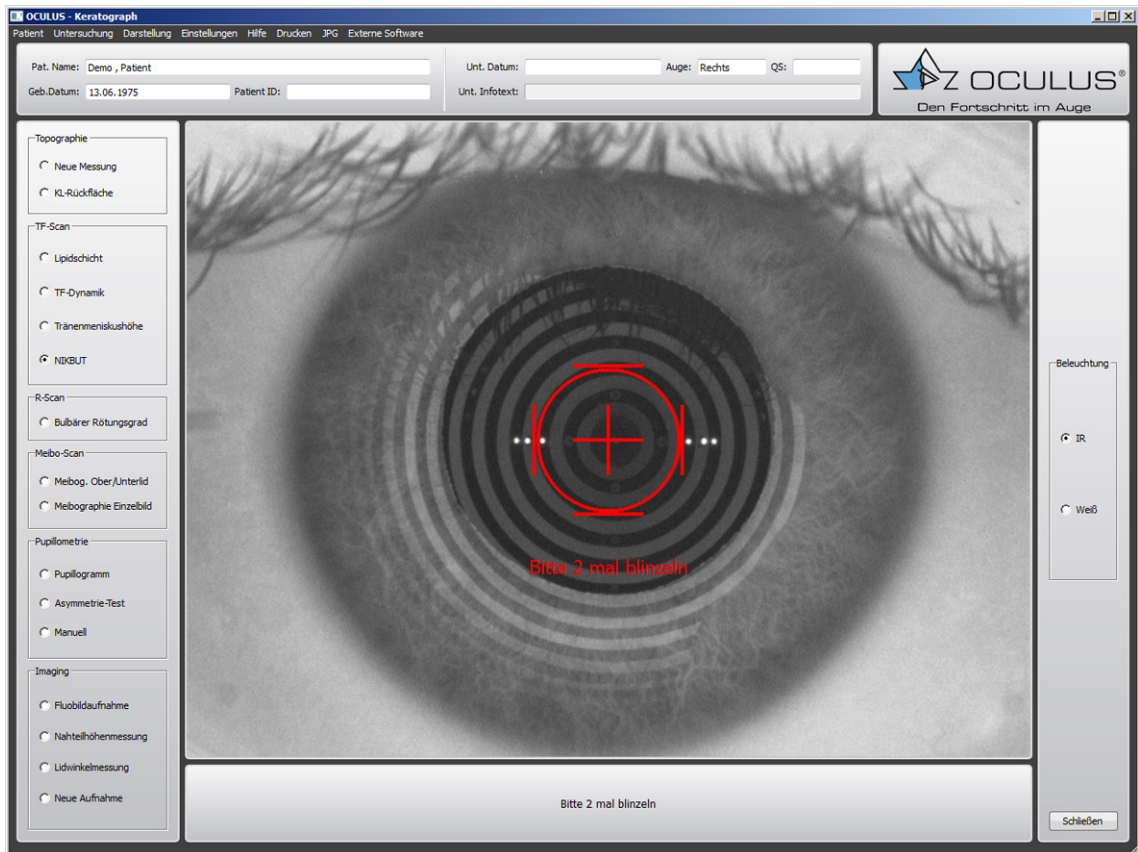 OCULUS - Keratograph
Patient Untersuchung Darstellung Einstellungen Hilfe Drucken JPG Externe Software
Pat. Name: Demo , Patient
Unt. Datum: Auge: Rechts QS:
Geb.Datum: 13.06.1975 Patient ID:
Unt. Infotext:
OCULUS®
Den Fortschritt im Auge
Topographie
Neue Messung
KL-Rückfläche
TF-Scan
Lipidschicht
TF-Dynamik
Tränenmeniskushöhe
NIKBUT
R-Scan
Bulbärer Rötungsgrad
Meibo-Scan
Meibog. Ober/Unterlid
Meibographie Einzelbild
Pupillometrie
Pupillogramm
Asymmetrie-Test
Manuell
Imaging
Fluobildaufnahme
Nahteilhöhenmessung
Lidwinkelmessung
Neue Aufnahme
Bitte 2 mal blinzeln
Bitte 2 mal blinzeln
Beleuchtung
IR
Weiß
Schließen